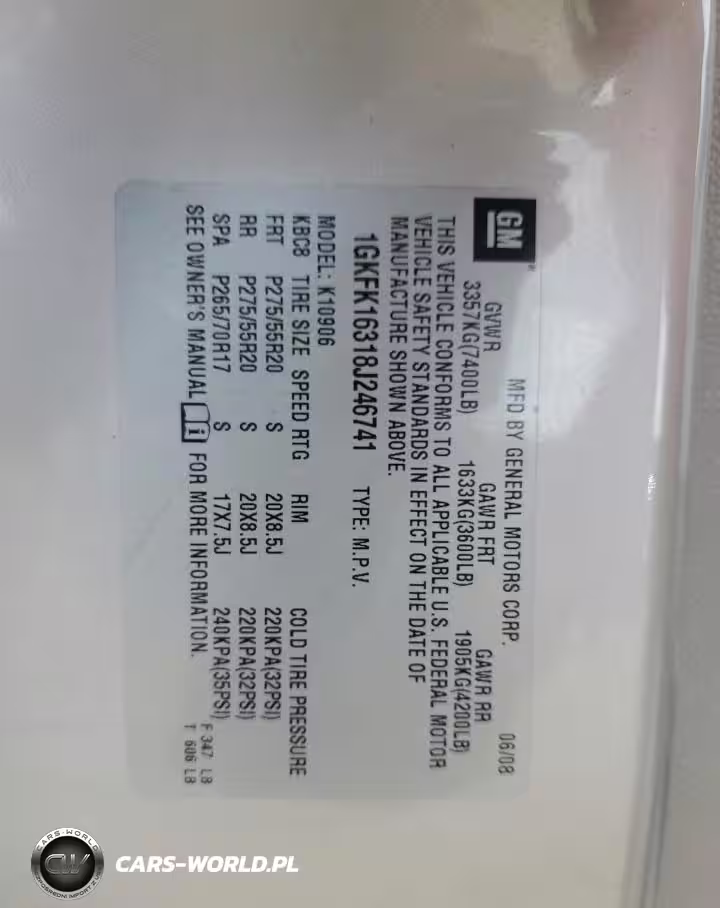 GM
MFD BY GENERAL MOTORS CORP. 06/08
GVWR GAWR FRT GAWR RR
3357KG(7400LB) 1633KG(3600LB) 1905KG(4200LB)
THIS VEHICLE CONFORMS TO ALL APPLICABLE U.S. FEDERAL MOTOR
VEHICLE SAFETY STANDARDS IN EFFECT ON THE DATE OF
MANUFACTURE SHOWN ABOVE.
1GKFK16318J246741 TYPE: M.P.V.
MODEL: K10906
KBC8 TIRE SIZE SPEED RTG RIM COLD TIRE PRESSURE
FRT P275/55R20 S 20X8.5J 220KPA(32PSI)
RR P275/55R20 S 20X8.5J 220KPA(32PSI)
SPA P265/70R17 S 17X7.5J 240KPA(35PSI)
SEE OWNER'S MANUAL i FOR MORE INFORMATION.
F 347 LB
T 606 LB
CARS-WORLD
CW
CARS-WORLD.PL